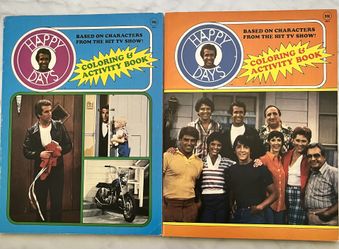 HAPPY
DAYS
BASED ON CHARACTERS
FROM THE HIT TV SHOW!
COLORING &
ACTIVITY BOOK
HAPPY
DAYS
BASED ON CHARACTERS
FROM THE HIT TV SHOW!
COLORING &
ACTIVITY BOOK